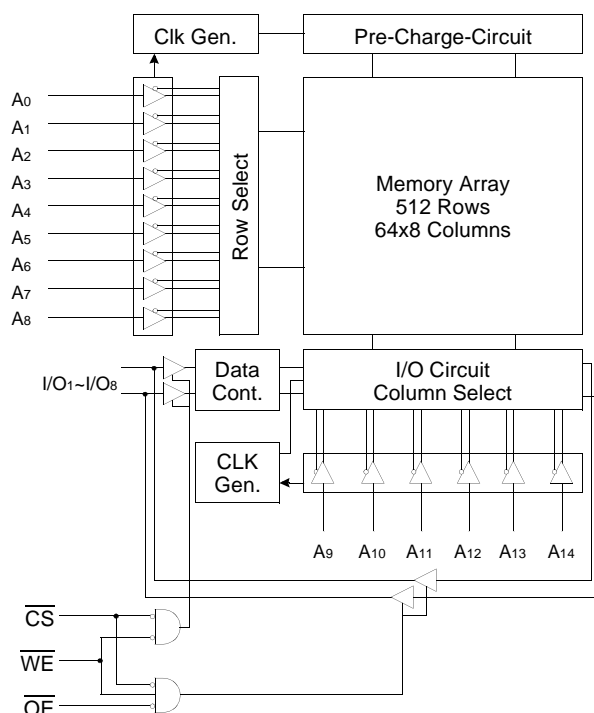 Clk Gen.
Pre-Charge-Circuit
A0
A1
A2
A3
A4
A5
A6
A7
A8
Row Select
Memory Array
512 Rows
64x8 Columns
I/O1~I/O8
Data
Cont.
I/O Circuit
Column Select
CLK
Gen.
A9
A10
A11
A12
A13
A14
CS
WE
OE